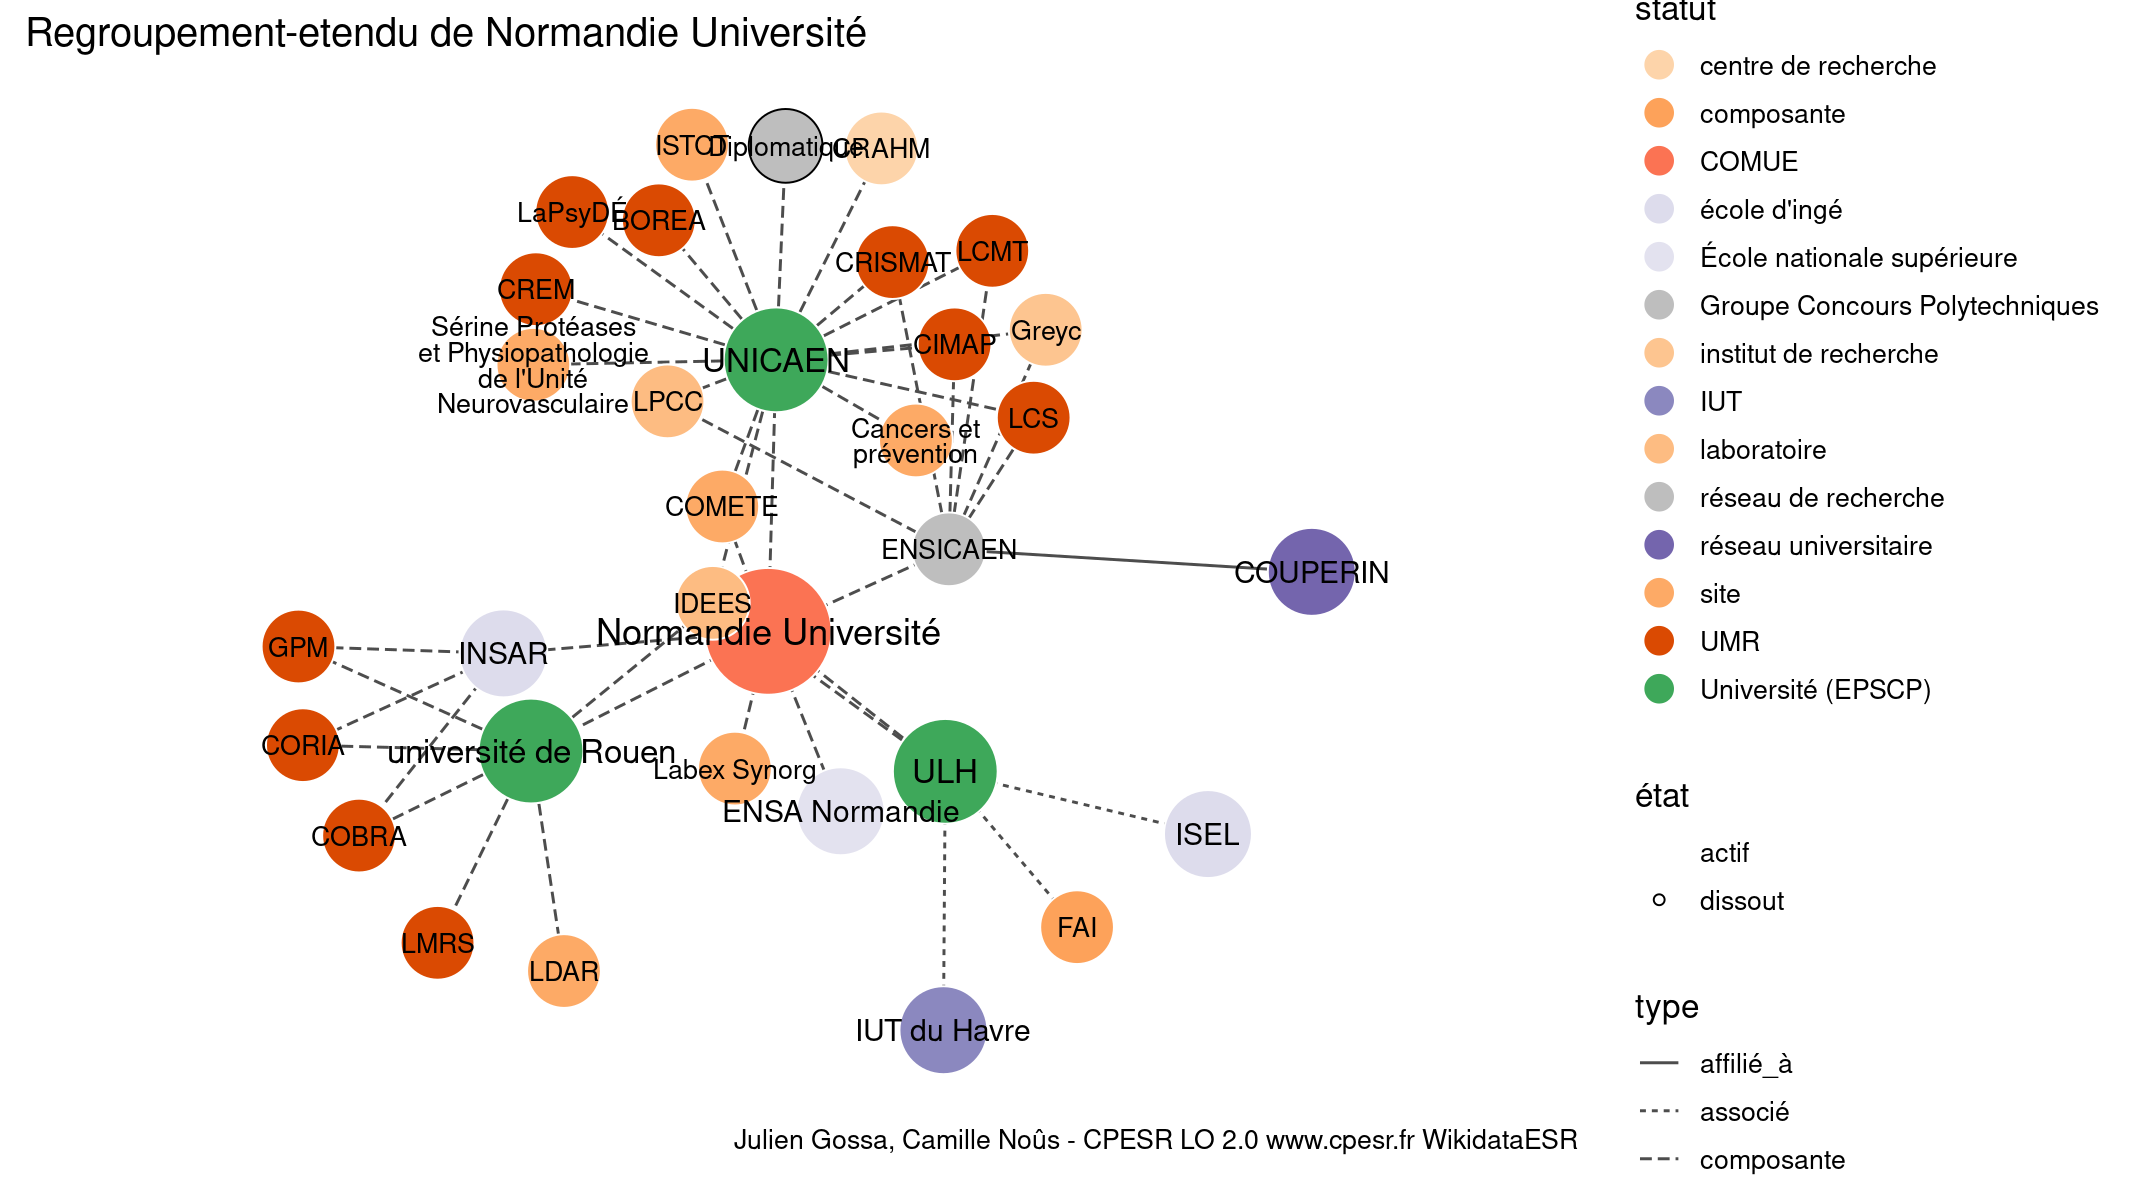 Regroupement-etendu de Normandie Université
ISTCT
Diplomatique
CRAHM
LaPsyDÉ
BOREA
CRISMAT
LCMT
CREM
Sérine Protéases
et Physiopathologie
de l'Unité
Neurovasculaire
UNICAEN
CIMAP
Greyc
LPCC
Cancers et
prévention
LCS
COMETE
ENSICAEN
COUPERIN
IDEES
Normandie Université
GPM
INSAR
CORIA
université de Rouen
Labex Synorg
ULH
ENSA Normandie
COBRA
ISEL
FAI
LMRS
LDAR
IUT du Havre
Julien Gossa, Camille Noûs - CPESR LO 2.0 www.cpesr.fr WikidataESR
statut
centre de recherche
composante
COMUE
école d'ingé
École nationale supérieure
Groupe Concours Polytechniques
institut de recherche
IUT
laboratoire
réseau de recherche
réseau universitaire
site
UMR
Université (EPSCP)
état
actif
dissout
type
affilié_à
associé
composante